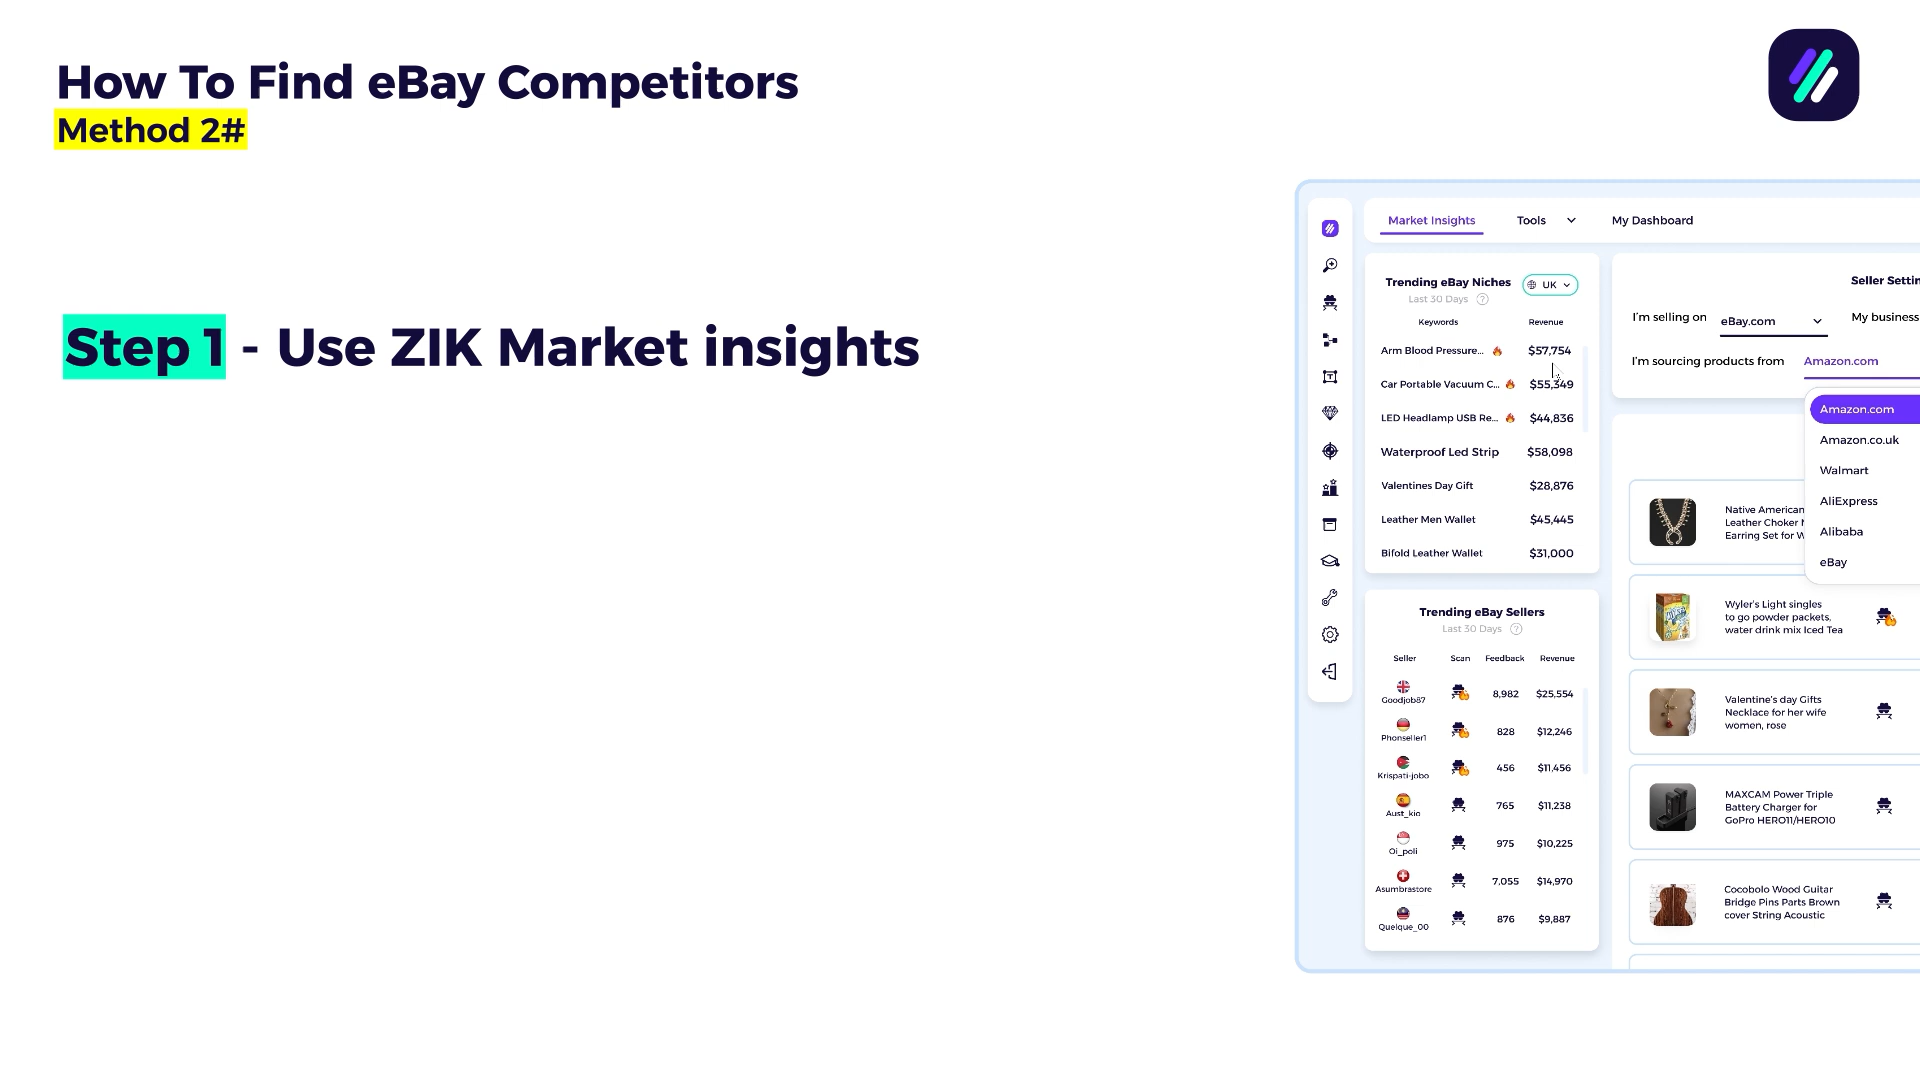 How To Find eBay Competitors
Method 2#
Step 1 - Use ZIK Market insights
Market Insights
Tools
My Dashboard
Trending eBay Niches
UK
Last 30 Days ?
Keywords Revenue
Arm Blood Pressure... $57,754
Car Portable Vacuum C... $55,349
LED Headlamp USB Re... $44,836
Waterproof Led Strip $58,098
Valentines Day Gift $28,876
Leather Men Wallet $45,445
Bifold Leather Wallet $31,000
Trending eBay Sellers
Last 30 Days ?
Seller Scan Feedback Revenue
Goodjob87 8,982 $25,554
Phonseller1 828 $12,246
Krispati-jobo 456 $11,456
Aust_kio 765 $11,238
Oi_poli 975 $10,225
Asumbrastore 7,055 $14,970
Quelque_00 876 $9,887
Seller Settin
I'm selling on eBay.com My business
I'm sourcing products from Amazon.com
Amazon.com
Amazon.co.uk
Walmart
AliExpress
Alibaba
eBay
Native American
Leather Choker
Earring Set for W
Wyler's Light singles
to go powder packets,
water drink mix Iced Tea
Valentine's day Gifts
Necklace for her wife
women, rose
MAXCAM Power Triple
Battery Charger for
GoPro HERO11/HERO10
Cocobolo Wood Guitar
Bridge Pins Parts Brown
cover String Acoustic